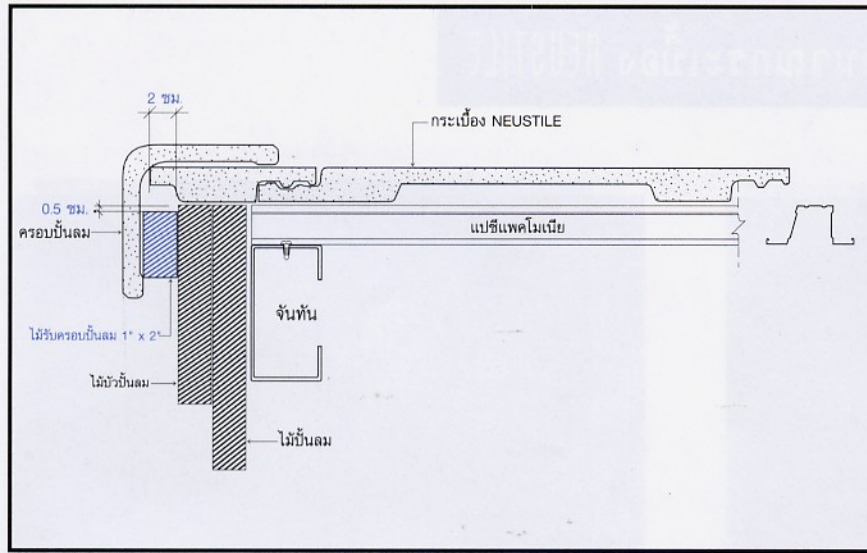 2 ซม.
กระเบื้อง NEUSTILE
0.5 ซม.
ครอบปั้นลม
แปซีแพคโมเนีย
จันทัน
ไม้รับครอบปั้นลม 1" x 2"
ไม้บัวปั้นลม
ไม้ปั้นลม